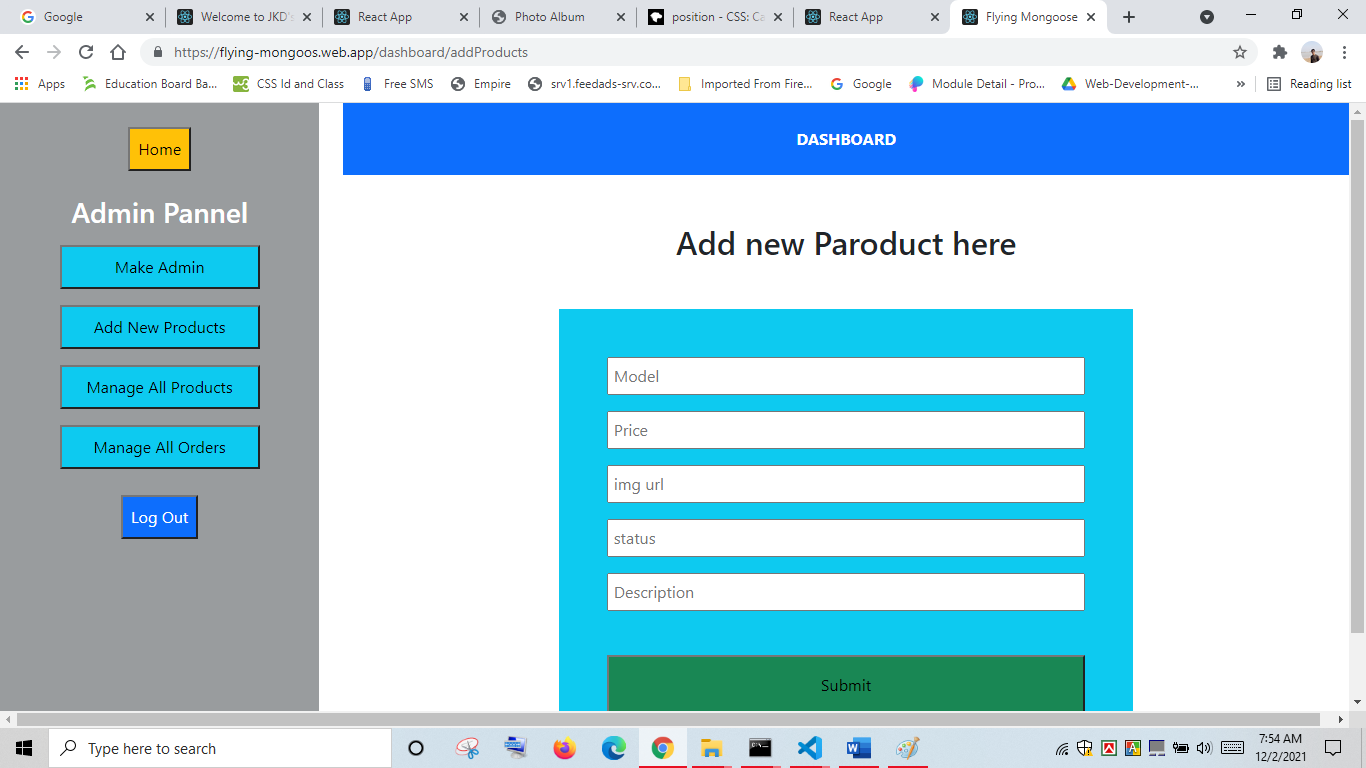 Google
Welcome to JKD's
React App
Photo Album
position - CSS: Ca
React App
Flying Mongoose
https://flying-mongoos.web.app/dashboard/addProducts
Apps
Education Board Ba...
CSS Id and Class
Free SMS
Empire
srv1.feedads-srv.co...
Imported From Fire...
Google
Module Detail - Pro...
Web-Development-...
»
Reading list
Home
Admin Pannel
Make Admin
Add New Products
Manage All Products
Manage All Orders
Log Out
DASHBOARD
Add new Paroduct here
Model
Price
img url
status
Description
Submit
Type here to search
7:54 AM
12/2/2021